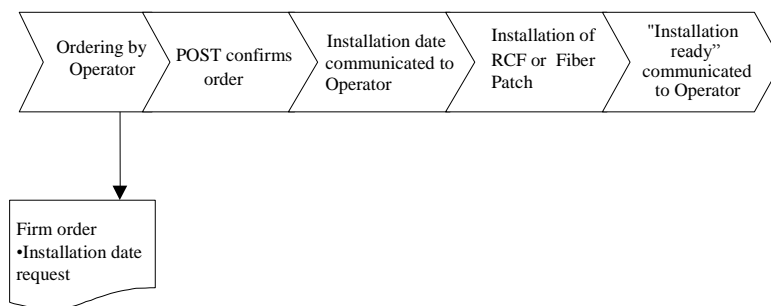 Ordering by
Operator
POST confirms
order
Installation date
communicated to
Operator
Installation of
RCF or Fiber
Patch
"Installation
ready”
communicated
to Operator
Firm order
•Installation date
request